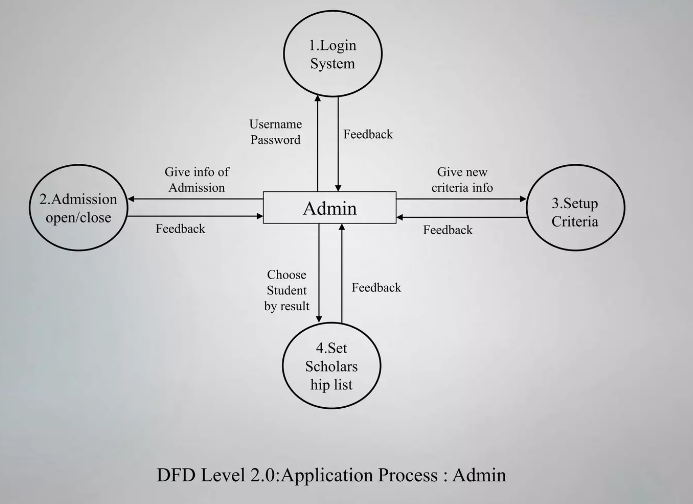 1.Login
System
Username
Password
Feedback
Give info of
Admission
Give new
criteria info
2.Admission
open/close
Admin
3.Setup
Criteria
Feedback
Feedback
Choose
Student
by result
Feedback
4.Set
Scholars
hip list
DFD Level 2.0:Application Process : Admin